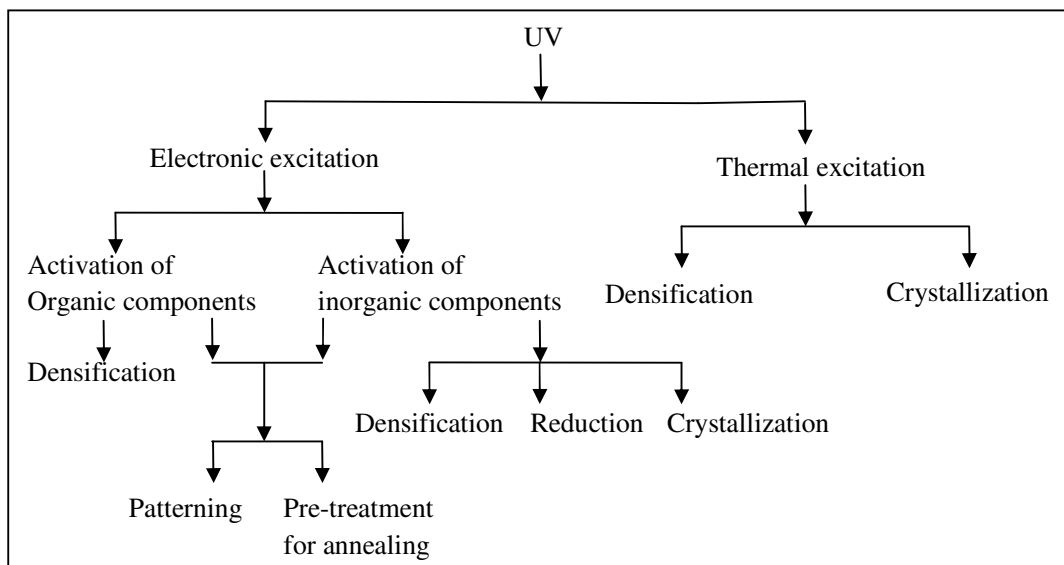 UV
Electronic excitation
Thermal excitation
Activation of
Organic components
Activation of
inorganic components
Densification
Crystallization
Densification
Densification
Reduction
Crystallization
Patterning
Pre-treatment
for annealing